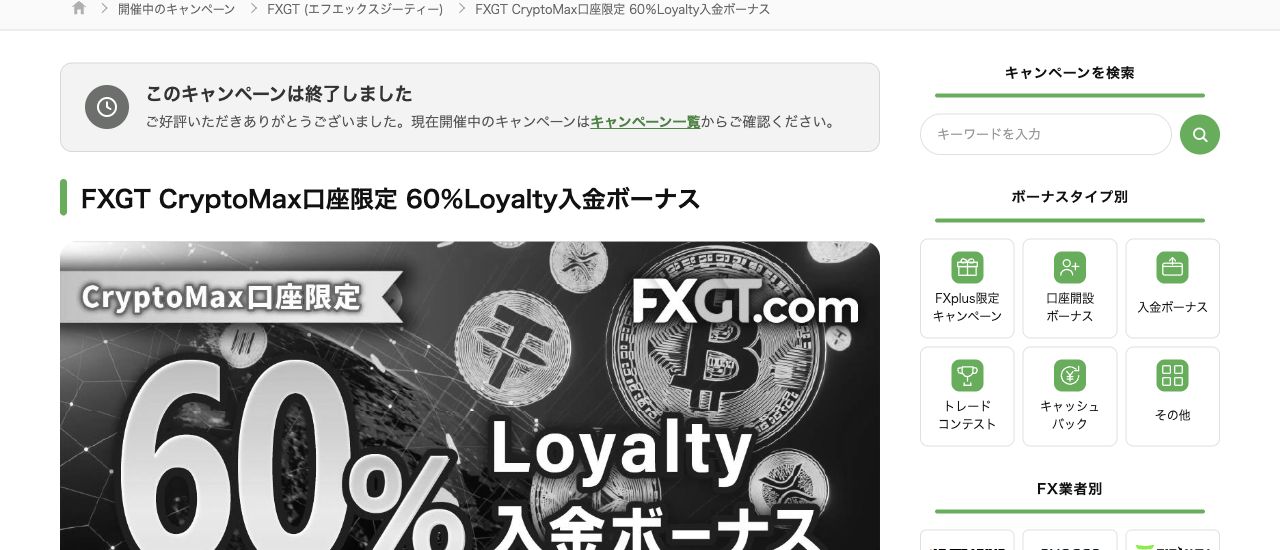 開催中のキャンペーン
FXGT (エフエックスジーティー)
FXGT CryptoMax口座限定 60%Loyalty入金ボーナス
このキャンペーンは終了しました
ご好評いただきありがとうございました。現在開催中のキャンペーンはキャンペーン一覧からご確認ください。
FXGT CryptoMax口座限定 60%Loyalty入金ボーナス
CryptoMax口座限定
FXGT.com
60%
Loyalty
入金ボーナス
キャンペーンを検索
キーワードを入力
ボーナスタイプ別
FXplus限定
キャンペーン
口座開設
ボーナス
入金ボーナス
トレード
コンテスト
キャッシュ
バック
その他
FX業者別